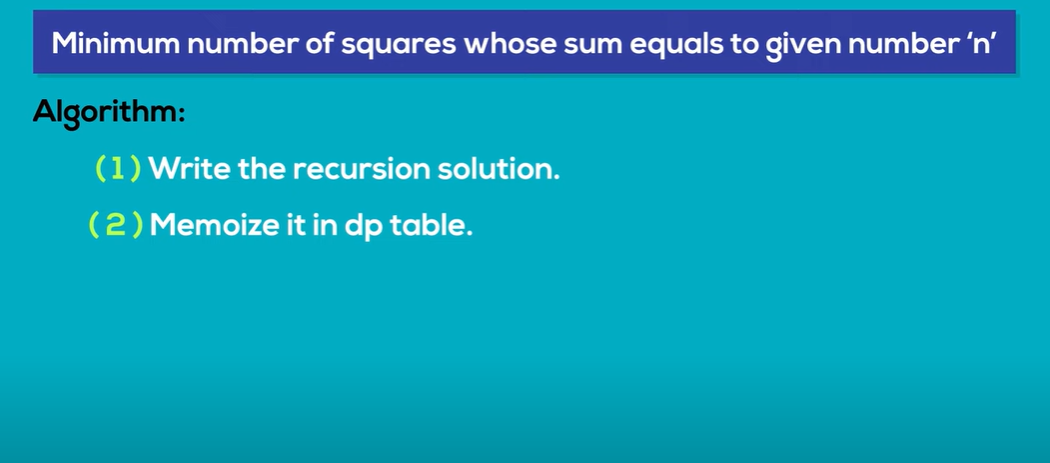 Minimum number of squares whose sum equals to given number ‘n’
Algorithm:
(1) Write the recursion solution.
(2) Memoize it in dp table.